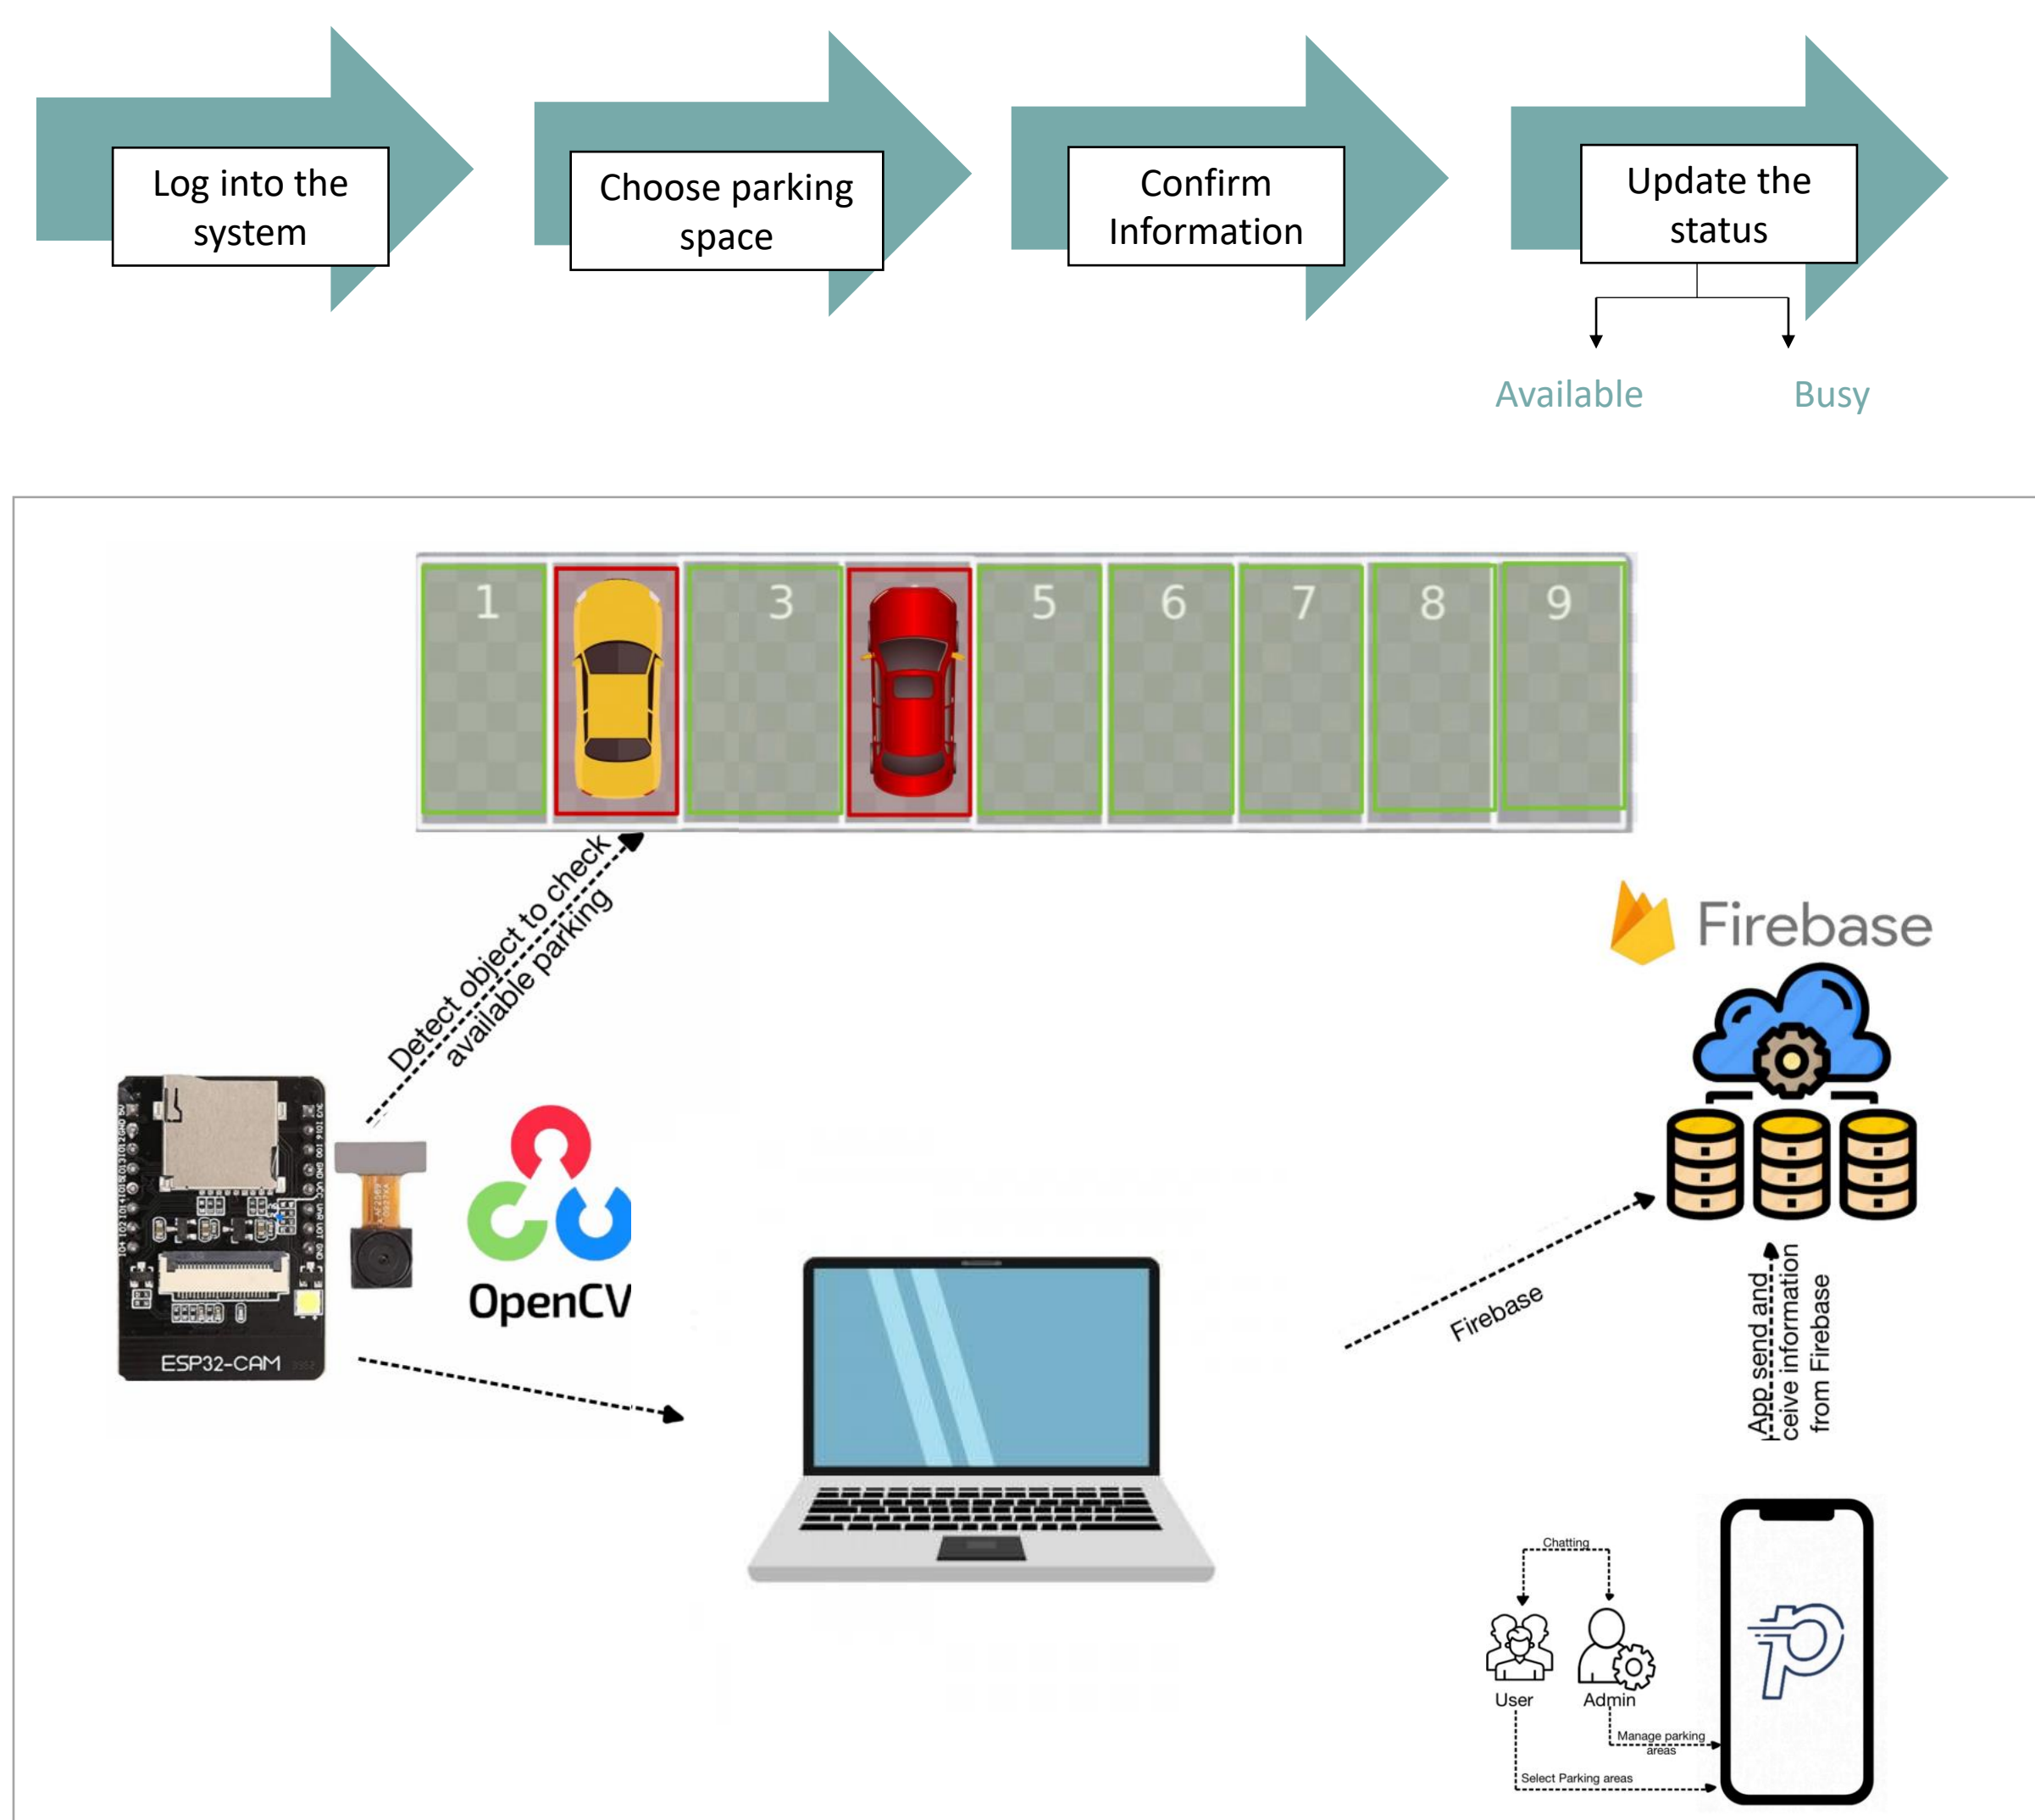 Log into the
system
Choose parking
space
Confirm
Information
Update the
status
Available
Busy
1
3
5
6
7
8
9
Detect object to check
available parking
Firebase
OpenCV
ESP32-CAM
Firebase
App send and
ceive information
from Firebase
Chatting
User
Admin
Manage parking
areas
Select Parking areas